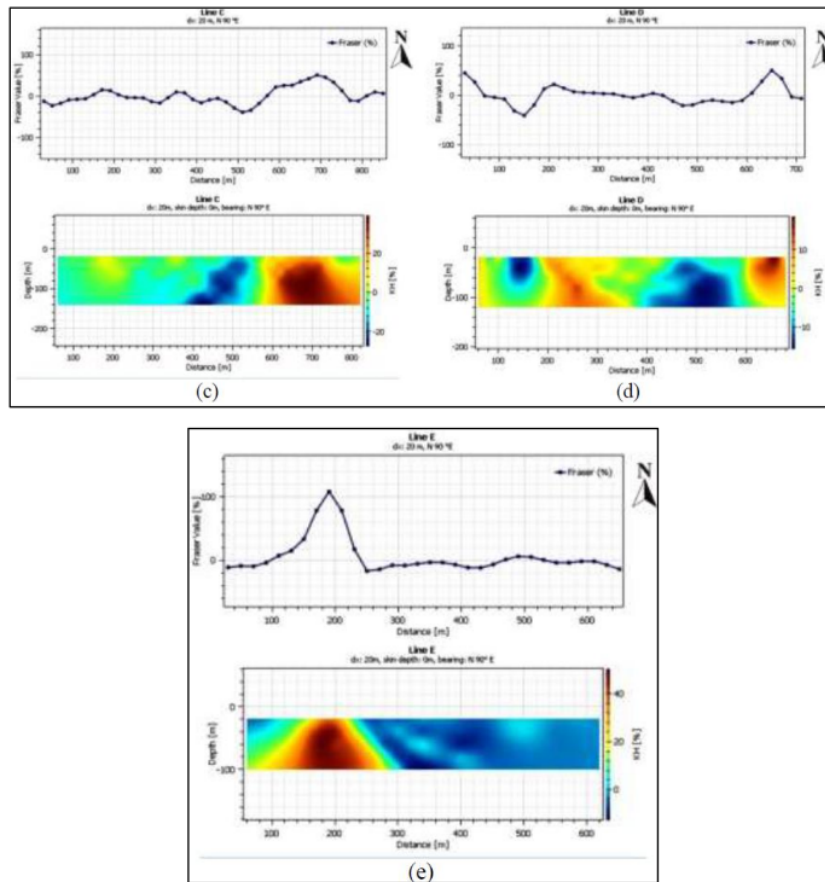 Line C
dx: 20 m, N 90 °E
Fraser (%)
N
Fraser Value [%]
100
0
-100
100 200 300 400 500 600 700 800
Distance [m]
Line C
dx: 20m, skin depth: 0m, bearing: N 90° E
Depth [m]
0
-100
-200
100 200 300 400 500 600 700 800
Distance [m]
20
0
-20
KH [%]
(c)
Line D
dx: 20 m, N 90 °E
Fraser (%)
N
Fraser Value [%]
100
0
-100
100 200 300 400 500 600 700
Distance [m]
Line D
dx: 20m, skin depth: 0m, bearing: N 90° E
Depth [m]
0
-100
-200
100 200 300 400 500 600
Distance [m]
10
0
-10
KH [%]
(d)
Line E
dx: 20 m, N 90 °E
Fraser (%)
N
Fraser Value [%]
100
0
100 200 300 400 500 600
Distance [m]
Line E
dx: 20m, skin depth: 0m, bearing: N 90° E
Depth [m]
0
-100
100 200 300 400 500 600
Distance [m]
40
20
0
KH [%]
(e)